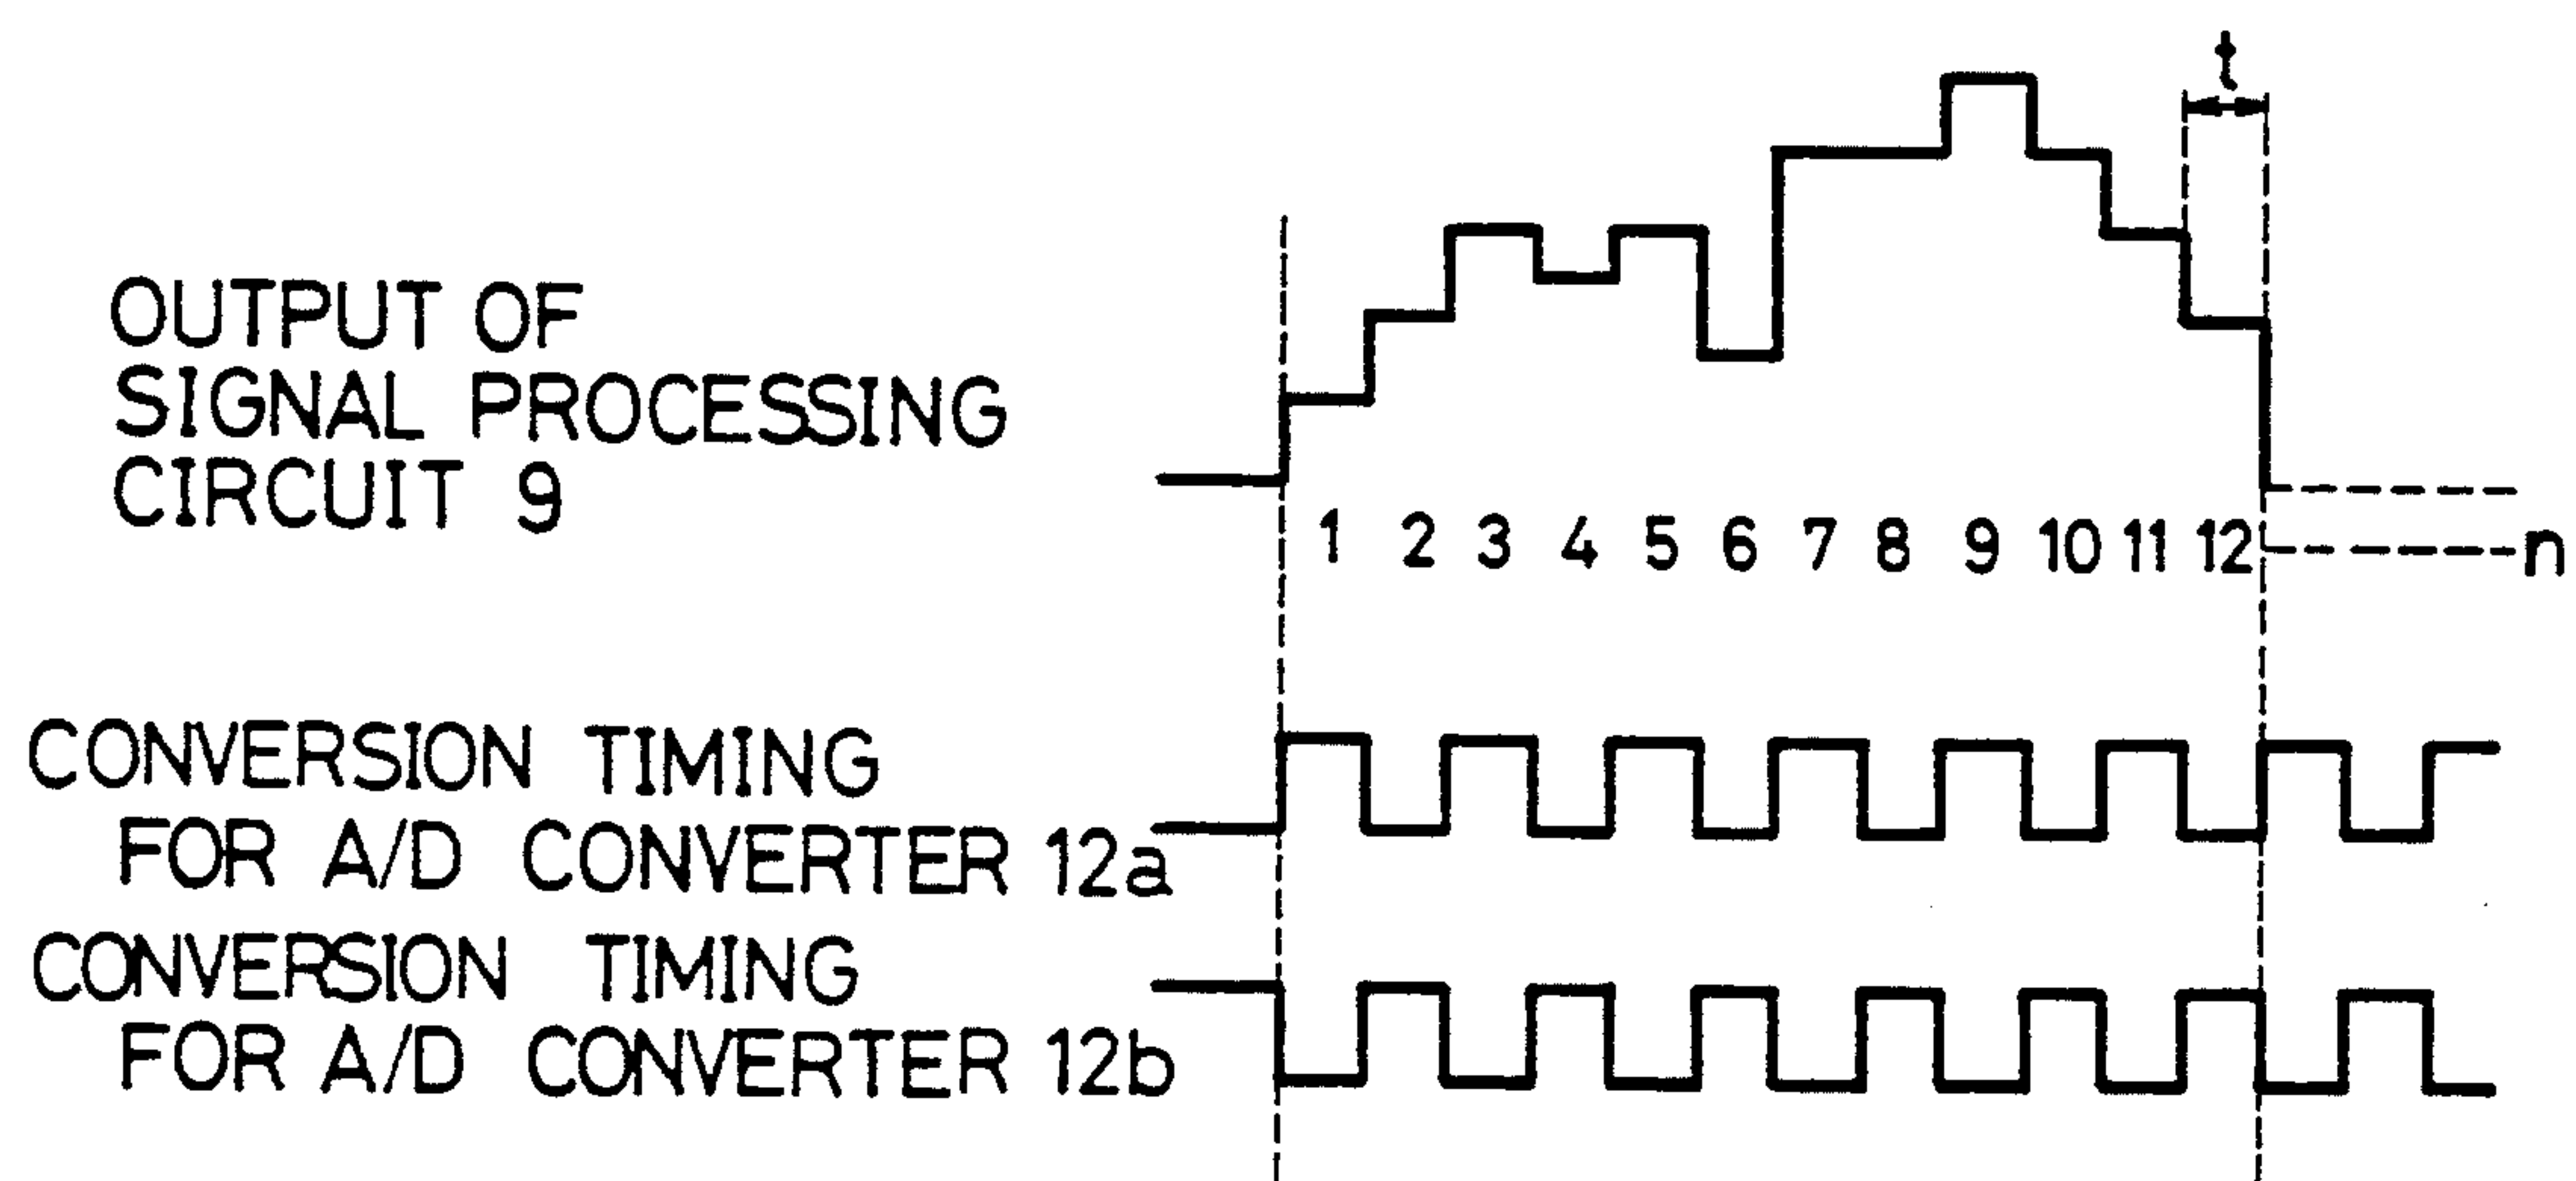 t
OUTPUT OF
SIGNAL PROCESSING
CIRCUIT 9
1 2 3 4 5 6 7 8 9 10 11 12 n
CONVERSION TIMING
FOR A/D CONVERTER 12a
CONVERSION TIMING
FOR A/D CONVERTER 12b